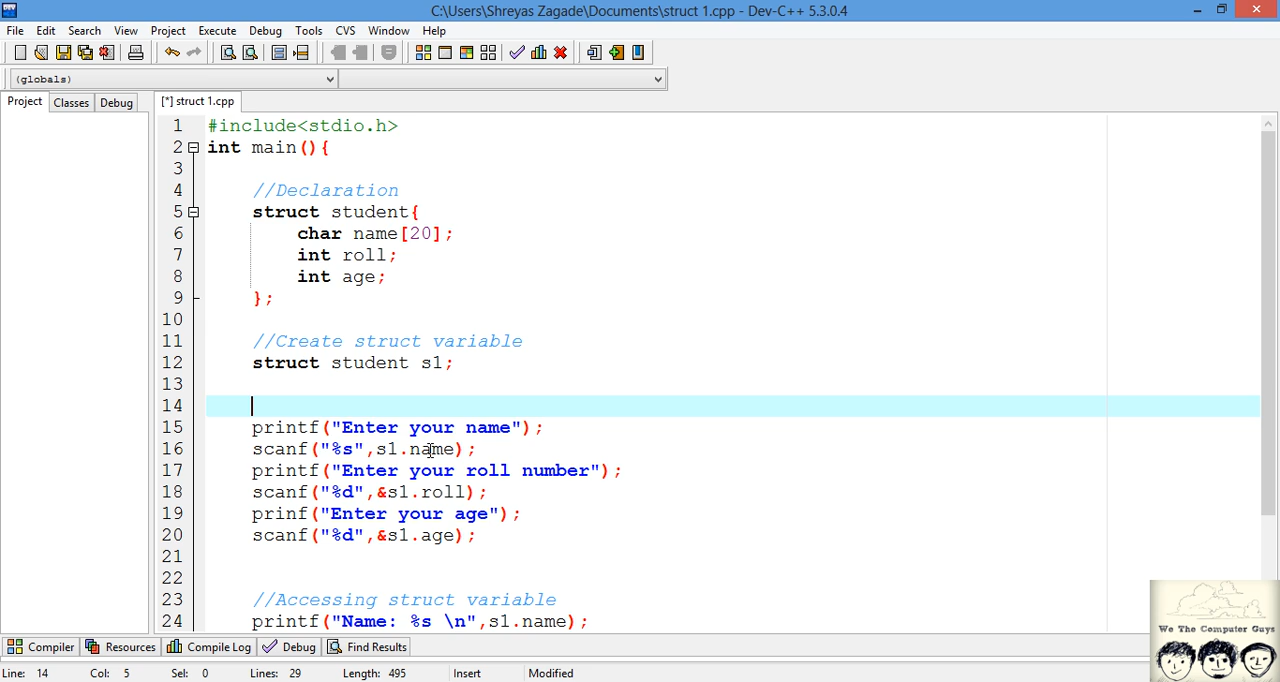 DEV
C:\Users\Shreyas Zagade\Documents\struct 1.cpp - Dev-C++ 5.3.0.4
File Edit Search View Project Execute Debug Tools CVS Window Help
(globals)
Project Classes Debug [*] struct 1.cpp
1 #include<stdio.h>
2 int main(){
3
4 //Declaration
5 struct student{
6 char name[20];
7 int roll;
8 int age;
9 };
10
11 //Create struct variable
12 struct student s1;
13
14
15 printf("Enter your name");
16 scanf("%s",s1.name);
17 printf("Enter your roll number");
18 scanf("%d",&s1.roll);
19 prinf("Enter your age");
20 scanf("%d",&s1.age);
21
22
23 //Accessing struct variable
24 printf("Name: %s \n",s1.name);
We The Computer Guys
Compiler Resources Compile Log Debug Find Results
Line: 14 Col: 5 Sel: 0 Lines: 29 Length: 495 Insert Modified